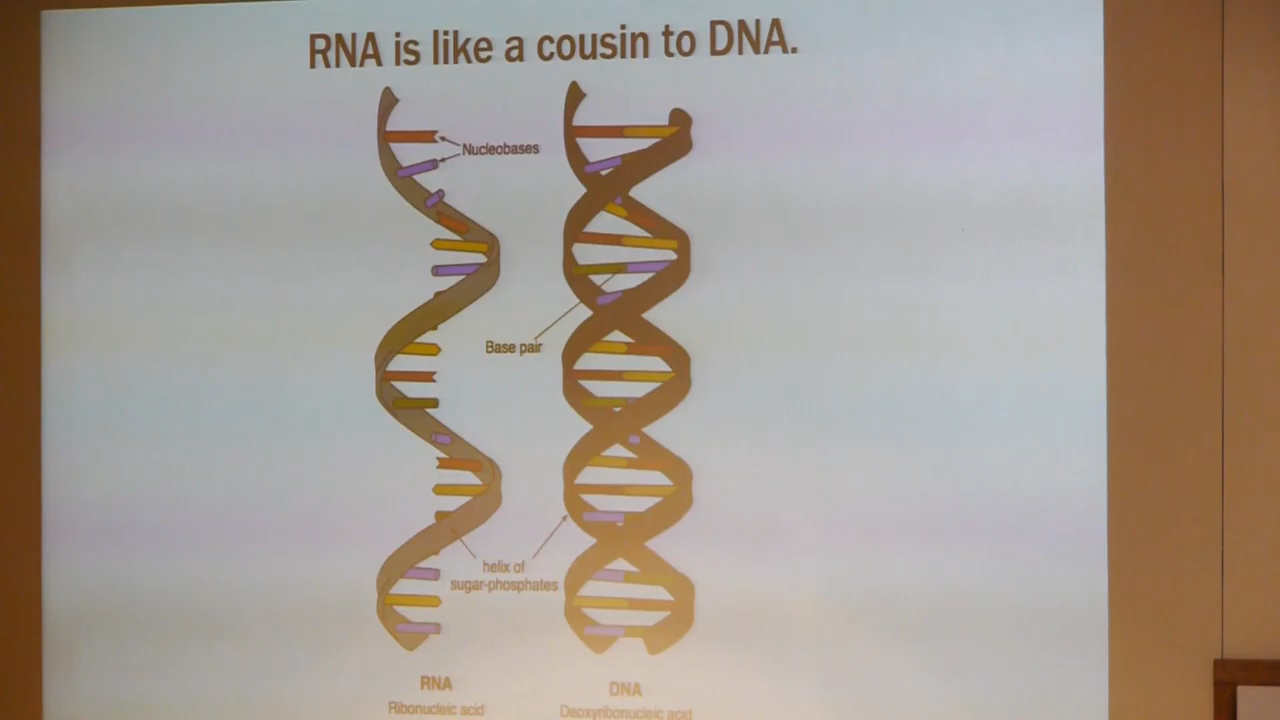 RNA is like a cousin to DNA.
Nucleobases
Base pair
helix of
sugar-phosphates
RNA
Ribonucleic acid
DNA
Deoxyribonucleic acid